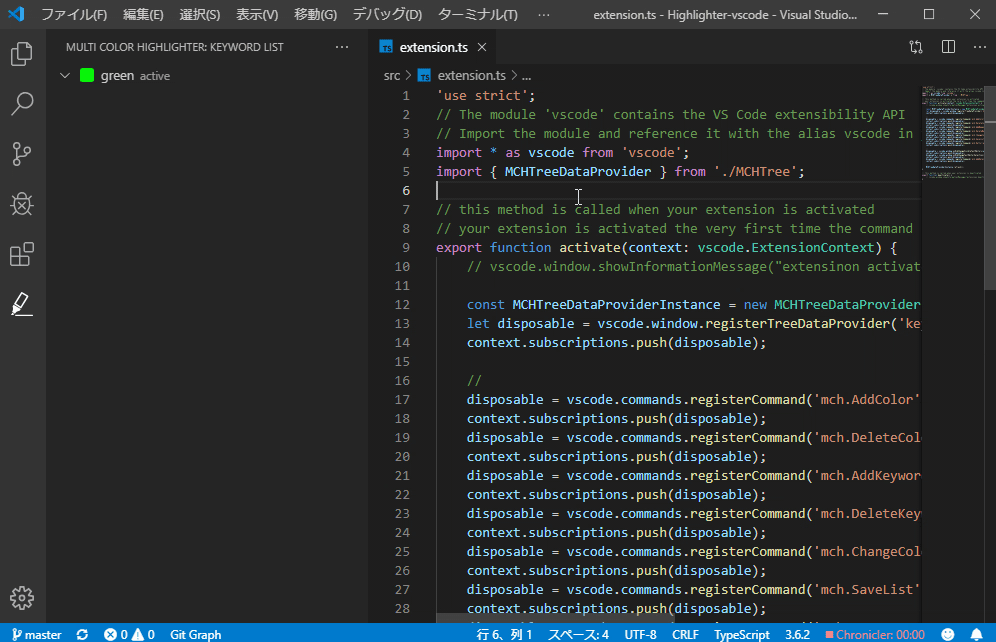 ファイル(F) 編集(E) 選択(S) 表示(V) 移動(G) デバッグ(D) ターミナル(T) ··· extension.ts - Highlighter-vscode - Visual Studio...
MULTI COLOR HIGHLIGHTER: KEYWORD LIST ···
green active
TS extension.ts
src > TS extension.ts > ...
1 'use strict';
2 // The module 'vscode' contains the VS Code extensibility API
3 // Import the module and reference it with the alias vscode in
4 import * as vscode from 'vscode';
5 import { MCHTreeDataProvider } from './MCHTree';
6
7 // this method is called when your extension is activated
8 // your extension is activated the very first time the command
9 export function activate(context: vscode.ExtensionContext) {
10 // vscode.window.showInformationMessage("extensinon activat
11
12 const MCHTreeDataProviderInstance = new MCHTreeDataProvider
13 let disposable = vscode.window.registerTreeDataProvider('ke
14 context.subscriptions.push(disposable);
15
16 //
17 disposable = vscode.commands.registerCommand('mch.AddColor'
18 context.subscriptions.push(disposable);
19 disposable = vscode.commands.registerCommand('mch.DeleteCol
20 context.subscriptions.push(disposable);
21 disposable = vscode.commands.registerCommand('mch.AddKeywor
22 context.subscriptions.push(disposable);
23 disposable = vscode.commands.registerCommand('mch.DeleteKey
24 context.subscriptions.push(disposable);
25 disposable = vscode.commands.registerCommand('mch.ChangeCol
26 context.subscriptions.push(disposable);
27 disposable = vscode.commands.registerCommand('mch.SaveList'
28 context.subscriptions.push(disposable);
master 0 0 Git Graph 行 6、列 1 スペース: 4 UTF-8 CRLF TypeScript 3.6.2 Chronicler: 00:00